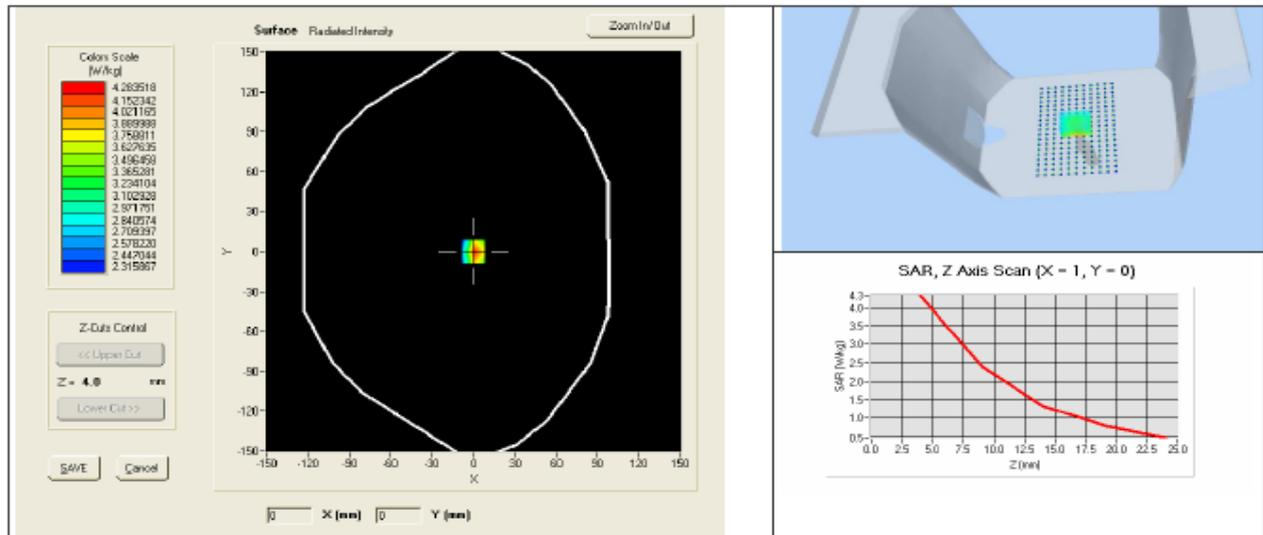 Surface Radiated Intensity
Zoom In/Out
Colors Scale
(W/kg)
4.283518
4.152342
4.021165
3.889988
3.758811
3.627635
3.496458
3.365281
3.234104
3.102928
2.971751
2.840574
2.709397
2.578220
2.447044
2.315867
Z-Cuts Control
<< Upper Cut
Z = 4.0 mm
Lower Cut >>
SAVE Cancel
150-
120-
90-
60-
30-
Y 0-
-30-
-60-
-90-
-120-
-150-
-150 -120 -90 -60 -30 0 30 60 90 120 150
X
0 X (mm) 0 Y (mm)
SAR, Z Axis Scan (X = 1, Y = 0)
4.3-
4.0-
3.5-
3.0-
2.5-
2.0-
1.5-
1.0-
0.5-
SAR (W/kg)
0.0 2.5 5.0 7.5 10.0 12.5 15.0 17.5 20.0 22.5 25.0
Z (mm)